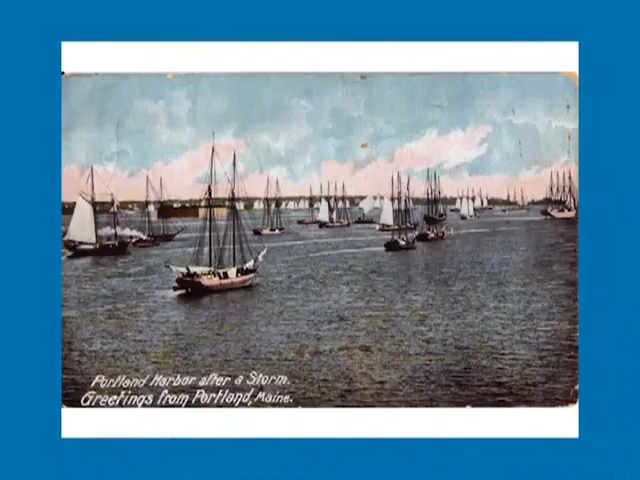 Portland Harbor after a Storm.
Greetings from Portland, Maine.